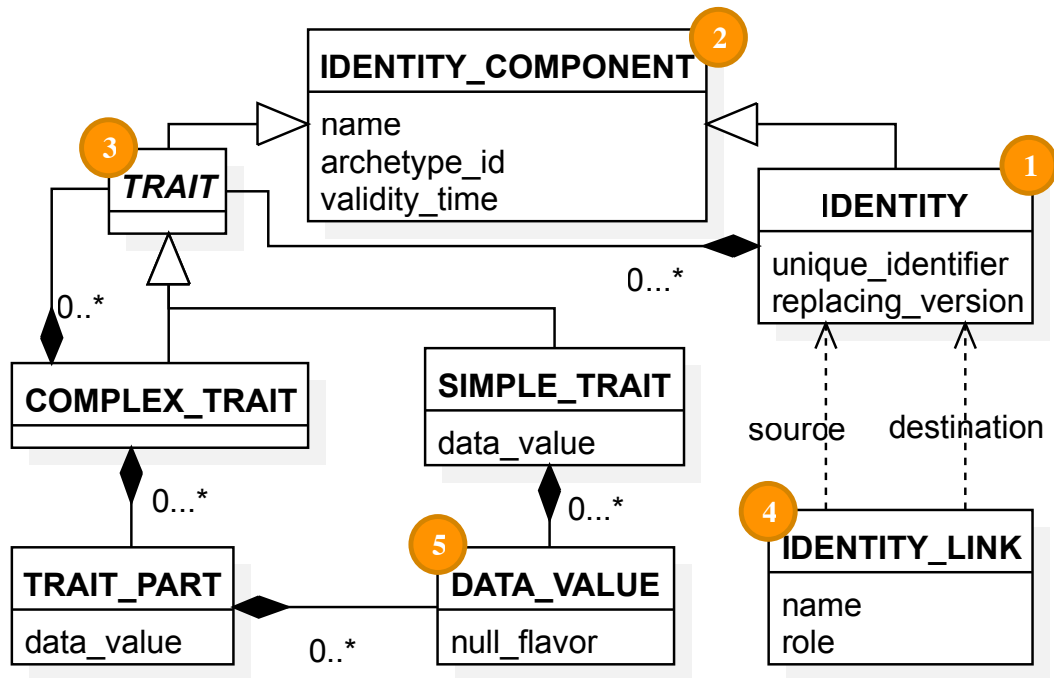 2
IDENTITY_COMPONENT
name
archetype_id
validity_time
3
TRAIT
1
IDENTITY
unique_identifier
replacing_version
0...*
0..*
COMPLEX_TRAIT
SIMPLE_TRAIT
data_value
source
destination
0...*
0...*
4
IDENTITY_LINK
name
role
TRAIT_PART
data_value
5
DATA_VALUE
null_flavor
0..*